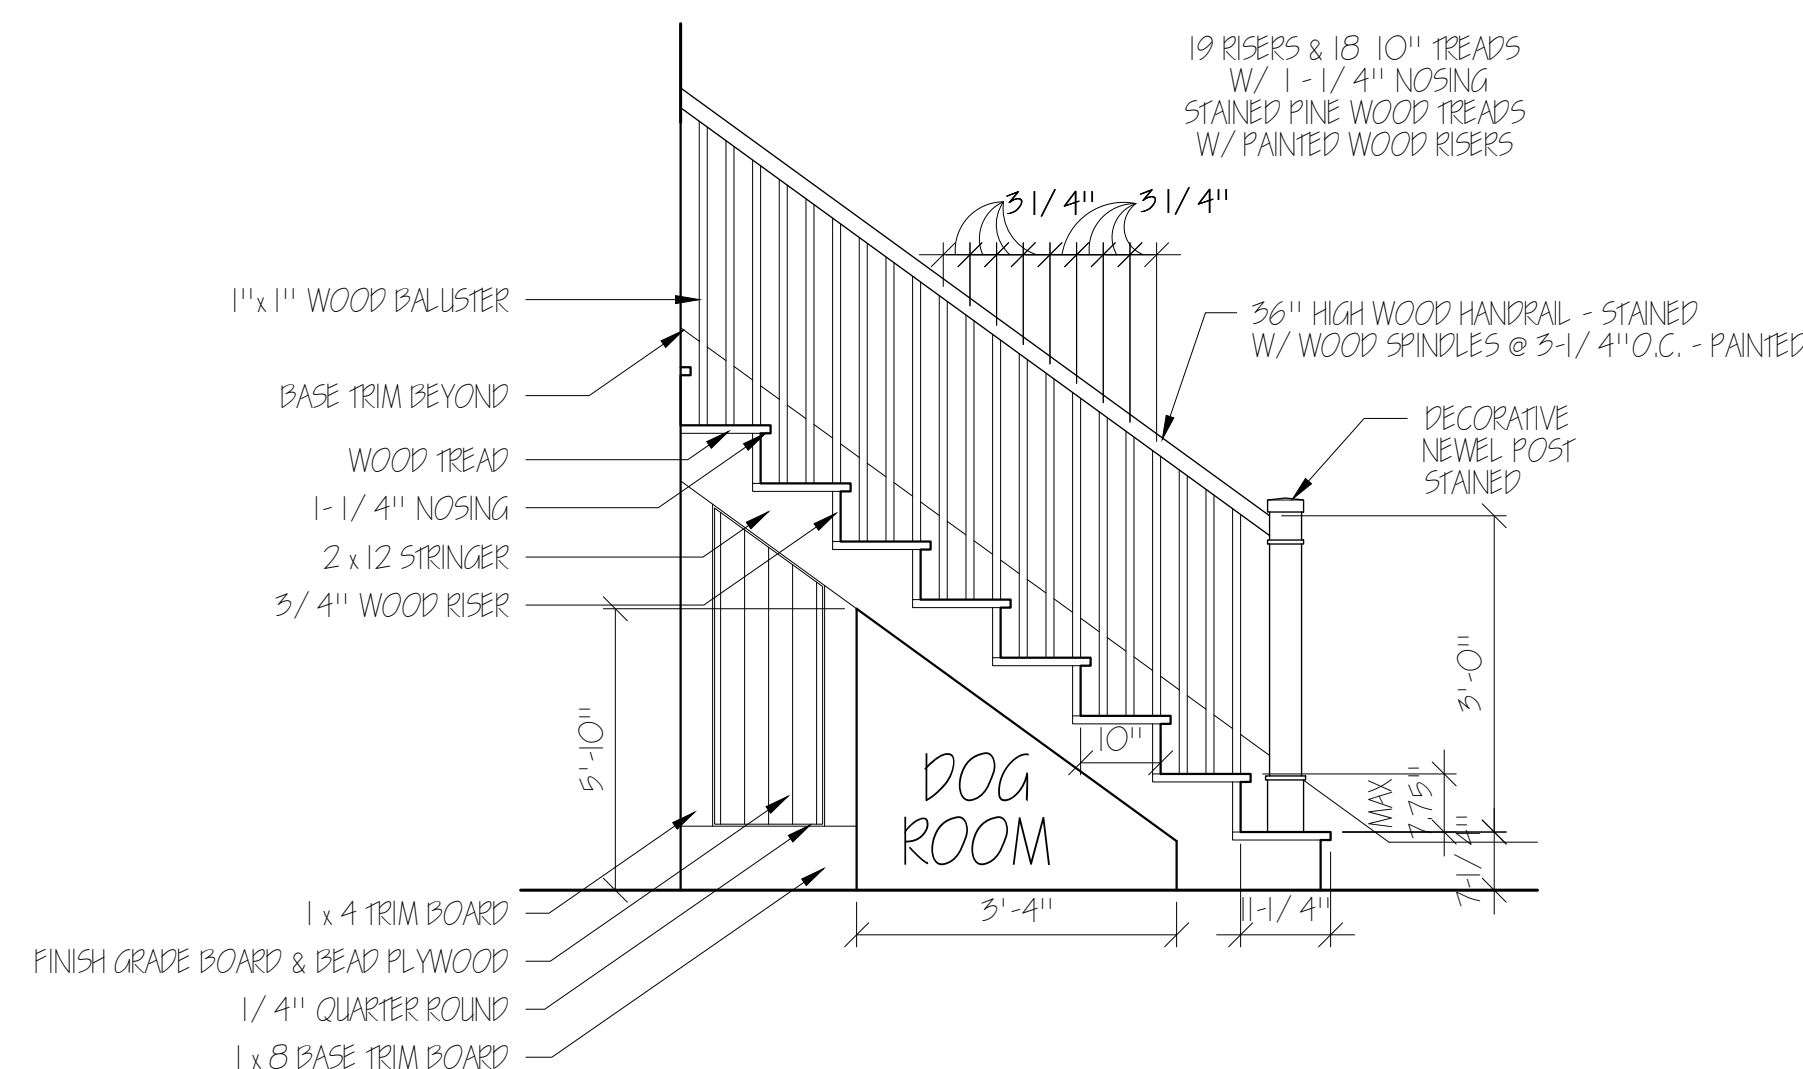 19 RISERS & 18 10" TREADS
W/ 1 - 1/4" NOSING
STAINED PINE WOOD TREADS
W/ PAINTED WOOD RISERS
3 1/4"
3 1/4"
1"x1" WOOD BALUSTER
BASE TRIM BEYOND
WOOD TREAD
1-1/4" NOSING
2 x 12 STRINGER
3/4" WOOD RISER
36" HIGH WOOD HANDRAIL - STAINED
W/ WOOD SPINDLES @ 3-1/4"O.C. - PAINTED
DECORATIVE
NEWEL POST
STAINED
5'-10"
3'-0"
10"
MAX
7.75"
7-1/4"
DOG
ROOM
3'-4"
11-1/4"
1 x 4 TRIM BOARD
FINISH GRADE BOARD & BEAD PLYWOOD
1/4" QUARTER ROUND
1 x 8 BASE TRIM BOARD